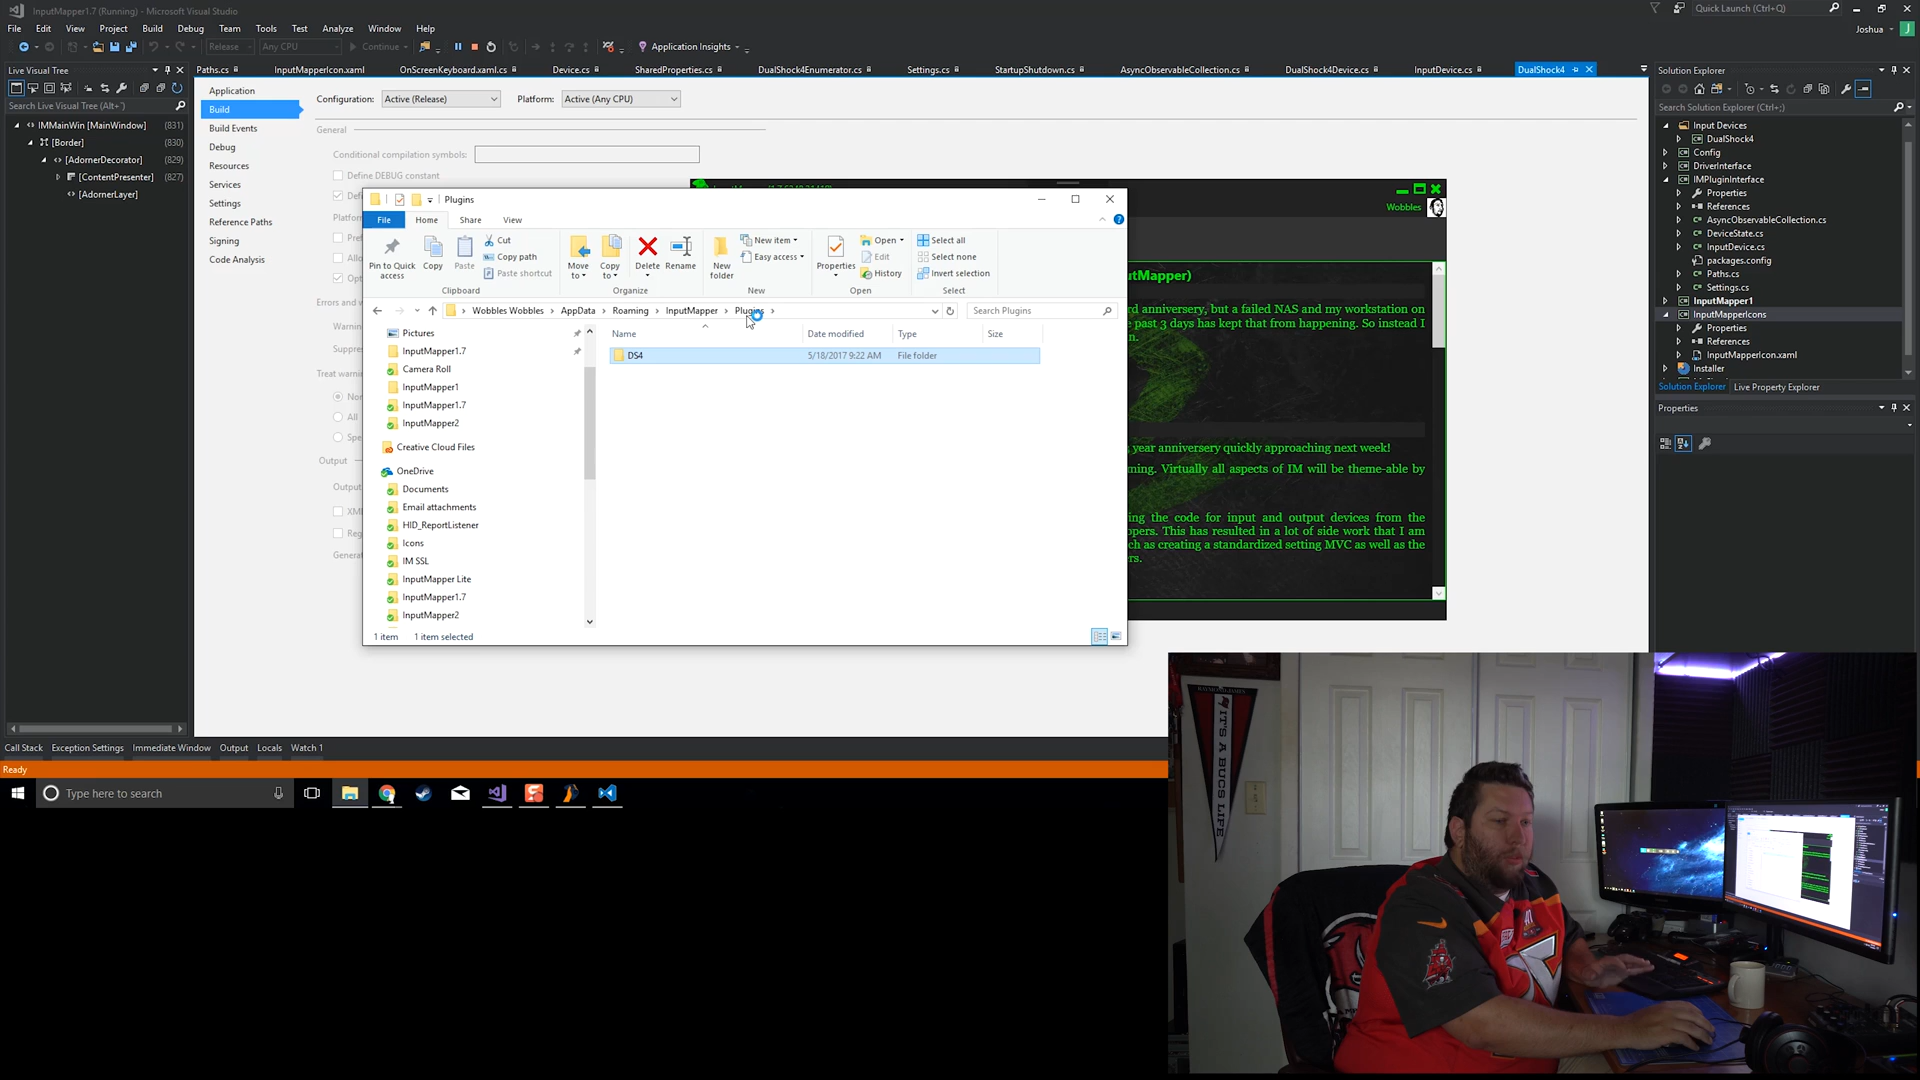 InputMapper1.7 (Running) - Microsoft Visual Studio
Quick Launch (Ctrl+Q)
File Edit View Project Build Debug Team Tools Test Analyze Window Help
Joshua J
Release Any CPU Continue Application Insights
Live Visual Tree
Paths.cs InputMapperIcon.xaml OnScreenKeyboard.xaml.cs Device.cs SharedProperties.cs DualShock4Enumerator.cs Settings.cs StartupShutdown.cs AsyncObservableCollection.cs DualShock4Device.cs InputDevice.cs DualShock4
Solution Explorer
Search Live Visual Tree (Alt+`)
Search Solution Explorer (Ctrl+;)
IMMainWin [MainWindow] (831)
[Border] (830)
[AdornerDecorator] (829)
[ContentPresenter] (827)
[AdornerLayer]
Application
Build
Build Events
Debug
Resources
Services
Settings
Reference Paths
Signing
Code Analysis
Configuration: Active (Release) Platform: Active (Any CPU)
General
Conditional compilation symbols:
Define DEBUG constant
Errors and
Output
Plugins
File Home Share View
Pin to Quick access
Copy
Paste
Cut
Copy path
Paste shortcut
Clipboard
Move to
Copy to
Delete
Rename
Organize
New folder
New item
Easy access
New
Properties
Open
Edit
History
Open
Select all
Select none
Invert selection
Select
Wobbles Wobbles AppData Roaming InputMapper Plugins
Search Plugins
Name Date modified Type Size
DS4 5/18/2017 9:22 AM File folder
Pictures
InputMapper1.7
Camera Roll
InputMapper1
InputMapper1.7
InputMapper2
Creative Cloud Files
OneDrive
Documents
Email attachments
HID_ReportListener
Icons
IM SSL
InputMapper Lite
InputMapper1.7
InputMapper2
1 item 1 item selected
Wobbles
utMapper)
rd anniversary, but a failed NAS and my workstation on
e past 3 days has kept that from happening. So instead I
n.
year anniversary quickly approaching next week!
ming. Virtually all aspects of IM will be theme-able by
ing the code for input and output devices from the
opers. This has resulted in a lot of side work that I am
ch as creating a standardized setting MVC as well as the
rs.
Input Devices
DualShock4
Config
DriverInterface
IMPluginInterface
Properties
References
AsyncObservableCollection.cs
DeviceState.cs
InputDevice.cs
packages.config
Paths.cs
Settings.cs
InputMapper1
InputMapperIcons
Properties
References
InputMapperIcon.xaml
Installer
Solution Explorer Live Property Explorer
Properties
Call Stack Exception Settings Immediate Window Output Locals Watch 1
Ready
Type here to search
IT'S A BUCS LIFE